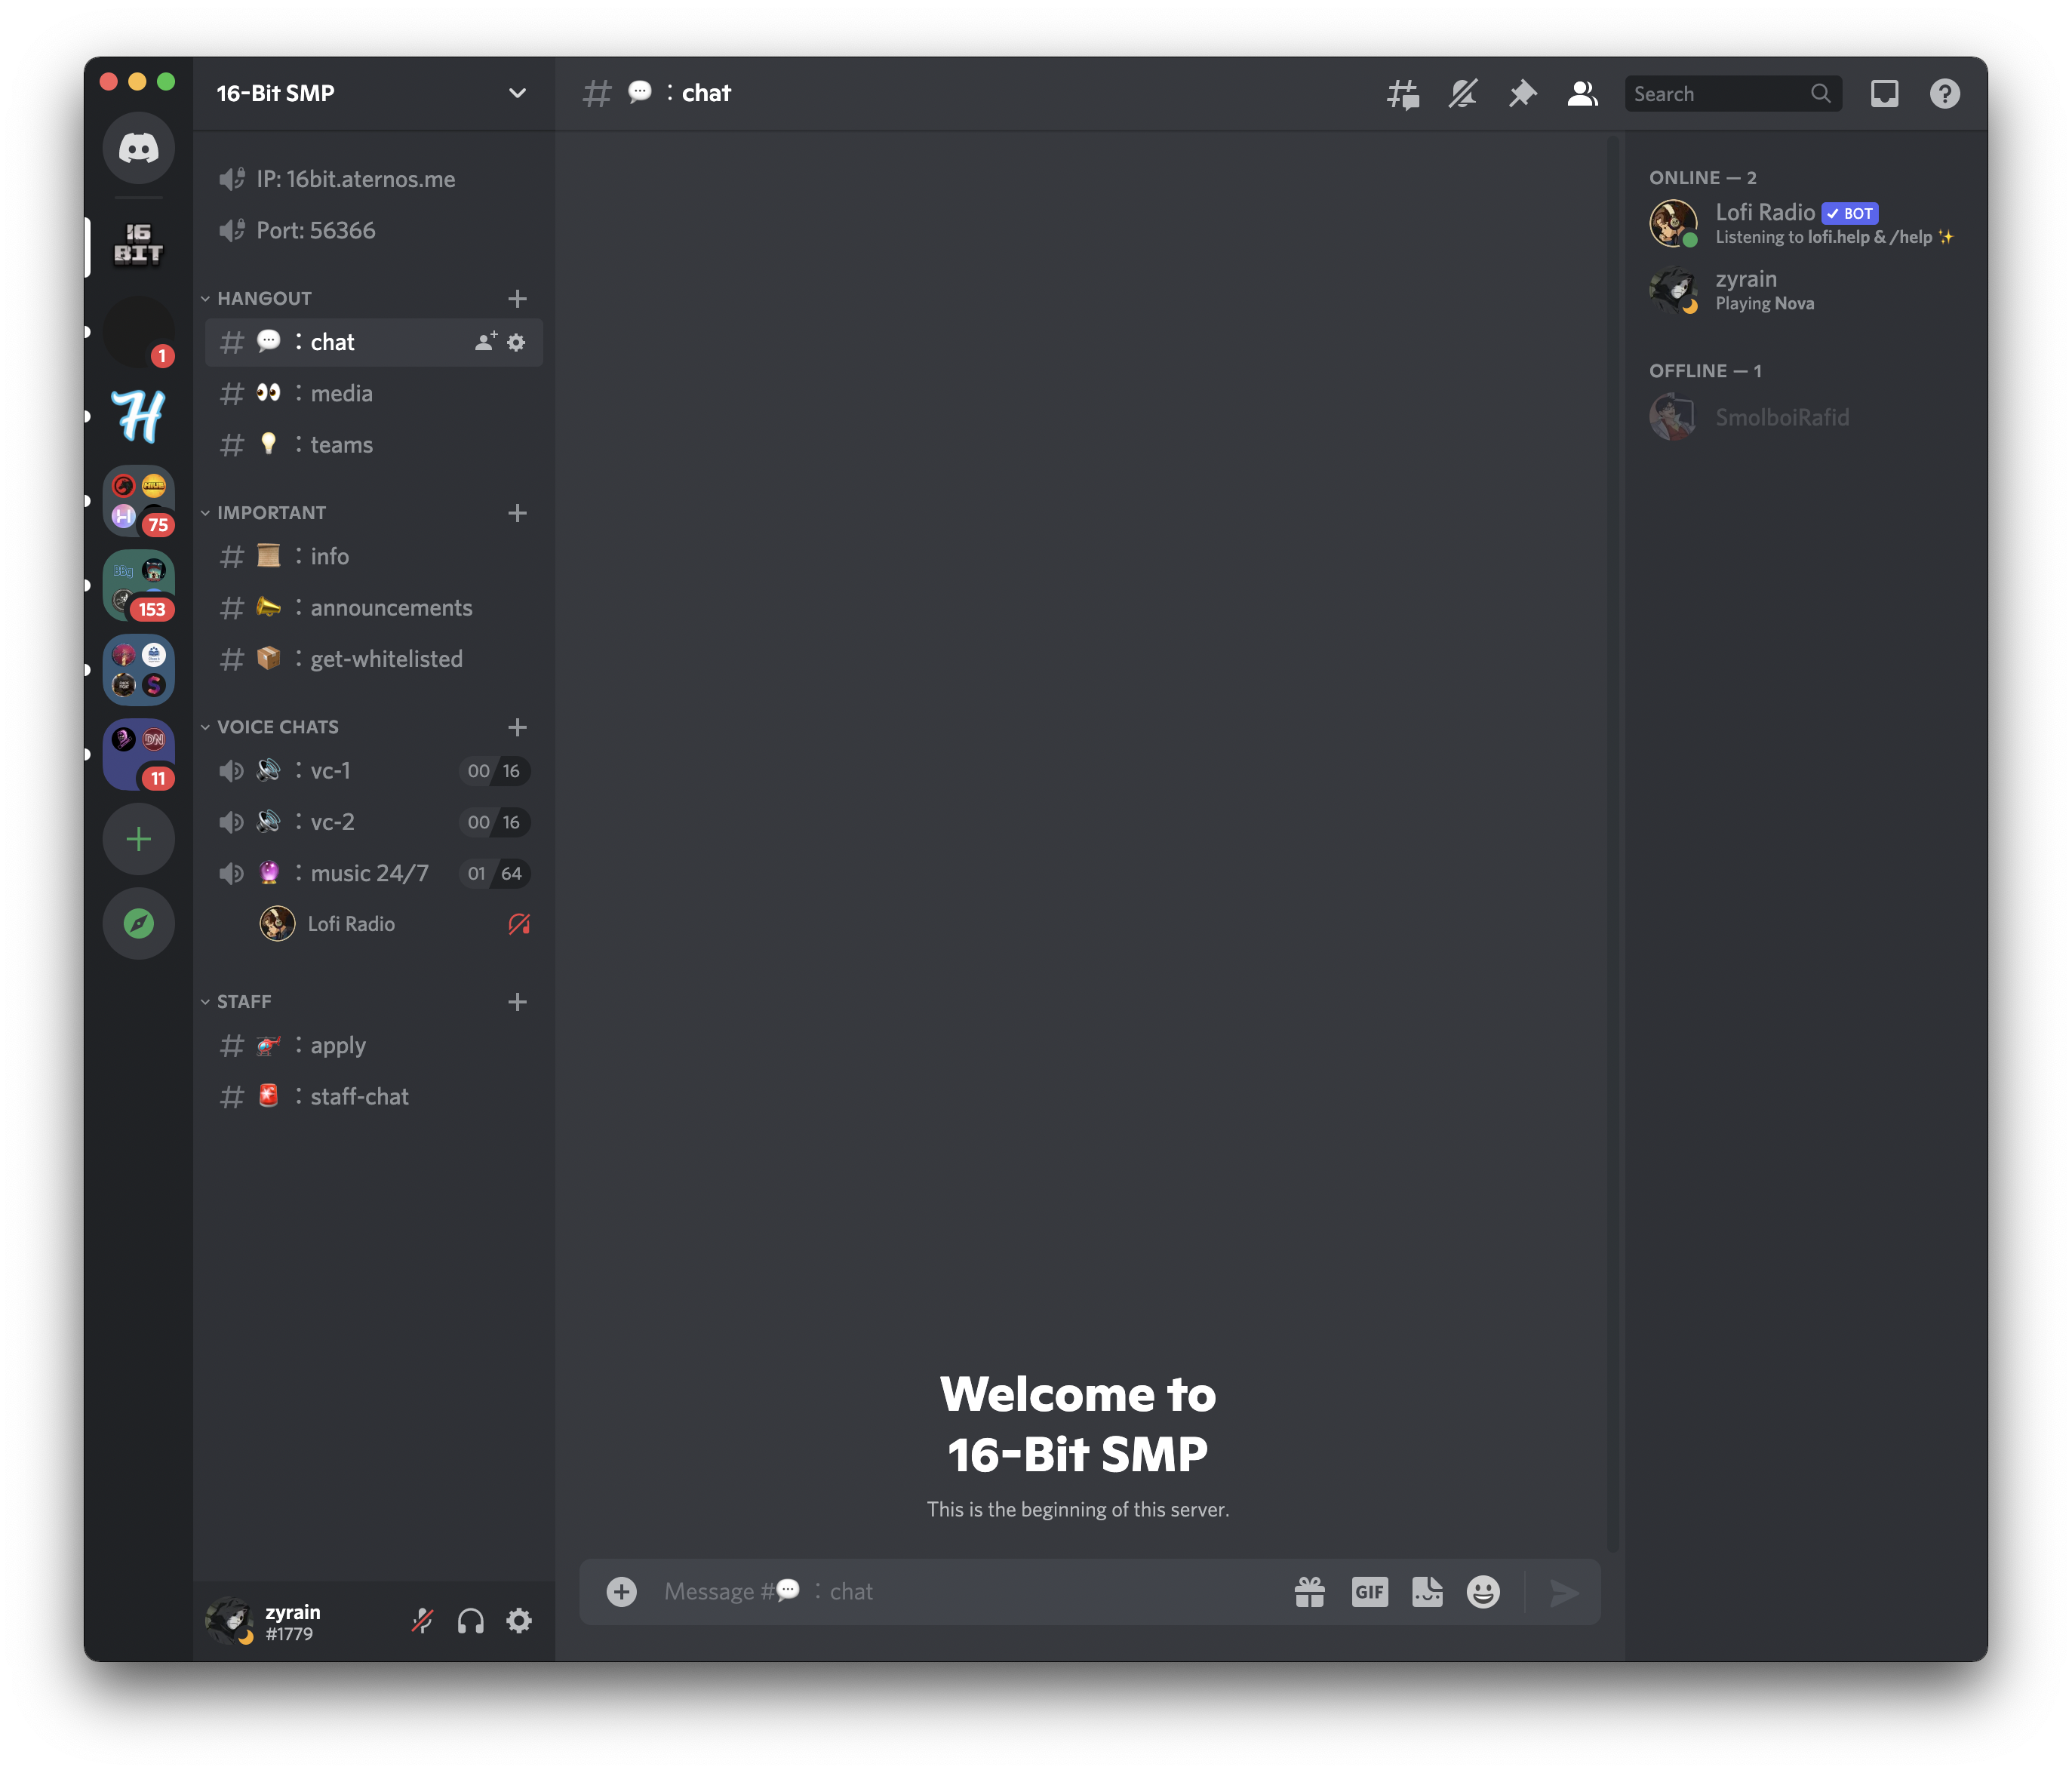 16-Bit SMP
IP: 16bit.aternos.me
Port: 56366
HANGOUT
💬 : chat
👀 : media
💡 : teams
IMPORTANT
📜 : info
📣 : announcements
📦 : get-whitelisted
VOICE CHATS
🔊 : vc-1 00 16
🔊 : vc-2 00 16
🔮 : music 24/7 01 64
Lofi Radio
STAFF
🚁 : apply
🚨 : staff-chat
zyrain
#1779
16
BIT
1
H
75
153
S
DN
11
# 💬 : chat
Search
Welcome to
16-Bit SMP
This is the beginning of this server.
Message #💬 : chat
GIF
ONLINE — 2
Lofi Radio ✓ BOT
Listening to lofi.help & /help ✨
zyrain
Playing Nova
OFFLINE — 1
SmolboiRafid